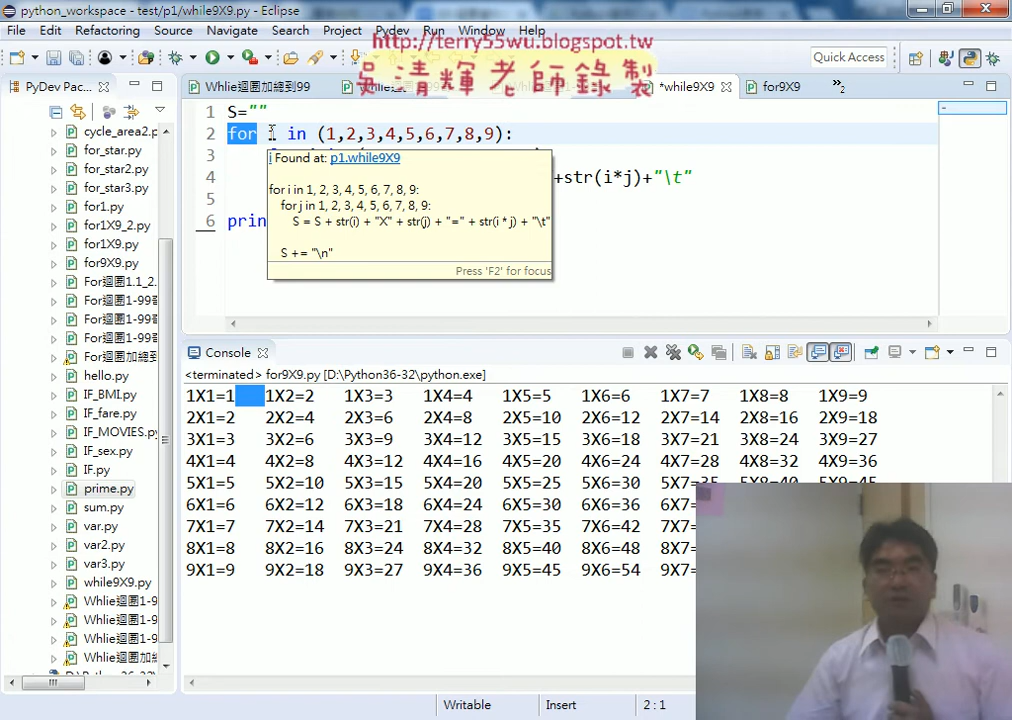 python_workspace - test/p1/while9X9.py - Eclipse
File Edit Refactoring Source Navigate Search Project Pydev Run Window Help
http://terry55wu.blogspot.tw
吳清輝老師錄製
Quick Access
PyDev Pac...
Whlie迴圈加總到99
*while9X9
for9X9
cycle_area2.p
for_star.py
for_star2.py
for_star3.py
for1.py
for1X9_2.py
for1X9.py
for9X9.py
For迴圈1.1_2.
For迴圈1-99
For迴圈1-99
For迴圈1-99
For迴圈加總到
hello.py
IF_BMI.py
IF_fare.py
IF_MOVIES.py
IF_sex.py
IF.py
prime.py
sum.py
var.py
var2.py
var3.py
while9X9.py
Whlie迴圈1-9
Whlie迴圈1-9
Whlie迴圈1-9
Whlie迴圈加總
1 S=""
2 for i in (1,2,3,4,5,6,7,8,9):
3
4 +str(i*j)+"\t"
5
6 prin
i Found at: p1.while9X9
for i in 1, 2, 3, 4, 5, 6, 7, 8, 9:
for j in 1, 2, 3, 4, 5, 6, 7, 8, 9:
S = S + str(i) + "X" + str(j) + "=" + str(i * j) + "\t"
S += "\n"
Press 'F2' for focus
Console
<terminated> for9X9.py [D:\Python36-32\python.exe]
1X1=1 1X2=2 1X3=3 1X4=4 1X5=5 1X6=6 1X7=7 1X8=8 1X9=9
2X1=2 2X2=4 2X3=6 2X4=8 2X5=10 2X6=12 2X7=14 2X8=16 2X9=18
3X1=3 3X2=6 3X3=9 3X4=12 3X5=15 3X6=18 3X7=21 3X8=24 3X9=27
4X1=4 4X2=8 4X3=12 4X4=16 4X5=20 4X6=24 4X7=28 4X8=32 4X9=36
5X1=5 5X2=10 5X3=15 5X4=20 5X5=25 5X6=30 5X7=35 5X8=40 5X9=45
6X1=6 6X2=12 6X3=18 6X4=24 6X5=30 6X6=36 6X7=
7X1=7 7X2=14 7X3=21 7X4=28 7X5=35 7X6=42 7X7=
8X1=8 8X2=16 8X3=24 8X4=32 8X5=40 8X6=48 8X7=
9X1=9 9X2=18 9X3=27 9X4=36 9X5=45 9X6=54 9X7=
Writable Insert 2 : 1